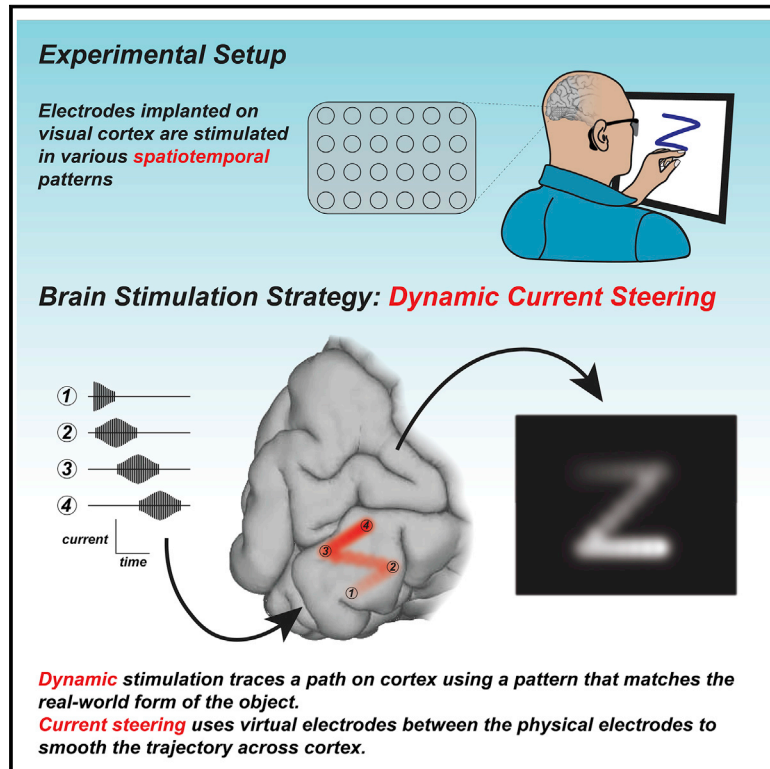 Experimental Setup
Electrodes implanted on
visual cortex are stimulated
in various spatiotemporal
patterns
Z
Brain Stimulation Strategy: Dynamic Current Steering
1
2
3
4
current
time
4
3
2
1
Z
Dynamic stimulation traces a path on cortex using a pattern that matches the
real-world form of the object.
Current steering uses virtual electrodes between the physical electrodes to
smooth the trajectory across cortex.